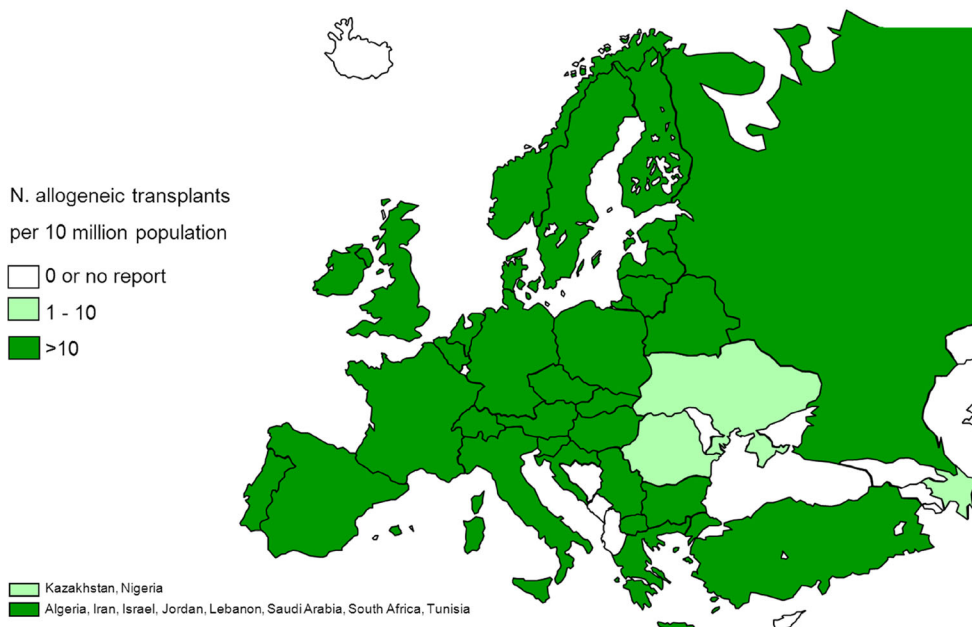 N. allogeneic transplants
per 10 million population
0 or no report
1 - 10
>10
Kazakhstan, Nigeria
Algeria, Iran, Israel, Jordan, Lebanon, Saudi Arabia, South Africa, Tunisia